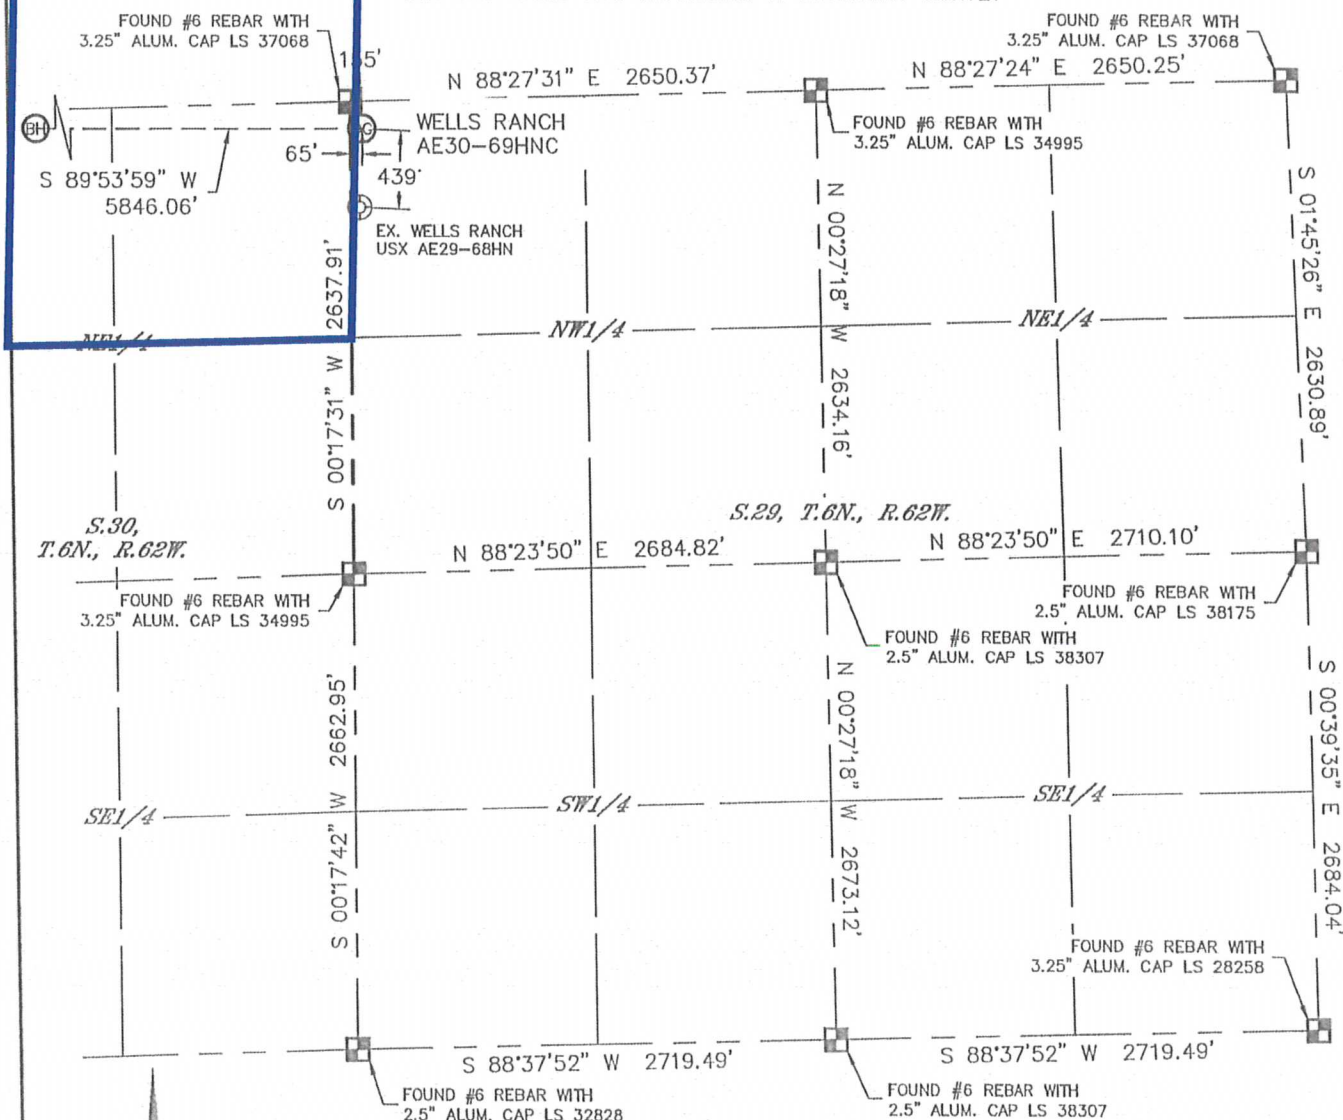 FOUND #6 REBAR WITH
3.25" ALUM. CAP LS 37068
N 88°27'31" E 2650.37'
N 88°27'24" E 2650.25'
FOUND #6 REBAR WITH
3.25" ALUM. CAP LS 37068
BH
WELLS RANCH
AE30-69HNC
65'
439'
S 89°53'59" W
5846.06'
EX. WELLS RANCH
USX AE29-68HN
FOUND #6 REBAR WITH
3.25" ALUM. CAP LS 34995
S 00°17'31" W 2637.91'
N 00°27'18" W 2634.16'
S 01°45'26" E 2630.89'
NE1/4
NW1/4
NE1/4
S.30,
T.6N., R.62W.
S.29, T.6N., R.62W.
N 88°23'50" E 2684.82'
N 88°23'50" E 2710.10'
FOUND #6 REBAR WITH
3.25" ALUM. CAP LS 34995
FOUND #6 REBAR WITH
2.5" ALUM. CAP LS 38307
FOUND #6 REBAR WITH
2.5" ALUM. CAP LS 38175
S 00°17'42" W 2662.95'
N 00°27'18" W 2673.12'
S 00°39'35" E 2684.04'
SE1/4
SW1/4
SE1/4
FOUND #6 REBAR WITH
3.25" ALUM. CAP LS 28258
S 88°37'52" W 2719.49'
S 88°37'52" W 2719.49'
FOUND #6 REBAR WITH
2.5" ALUM. CAP LS 32828
FOUND #6 REBAR WITH
2.5" ALUM. CAP LS 38307